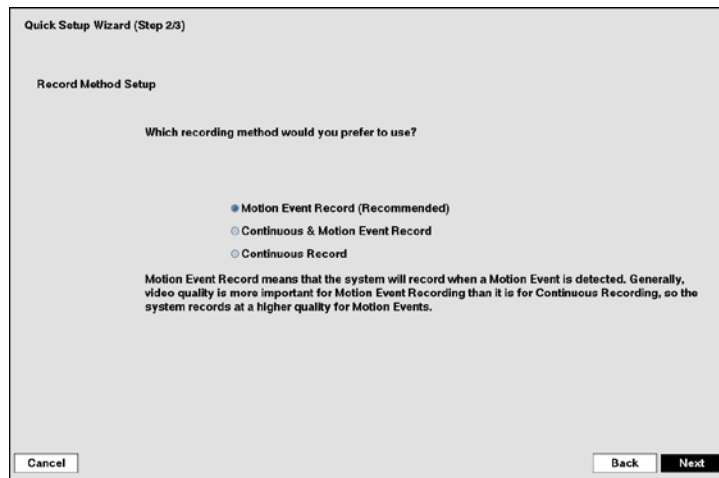 Quick Setup Wizard (Step 2/3)
Record Method Setup
Which recording method would you prefer to use?
Motion Event Record (Recommended)
Continuous & Motion Event Record
Continuous Record
Motion Event Record means that the system will record when a Motion Event is detected. Generally,
video quality is more important for Motion Event Recording than it is for Continuous Recording, so the
system records at a higher quality for Motion Events.
Cancel
Back
Next